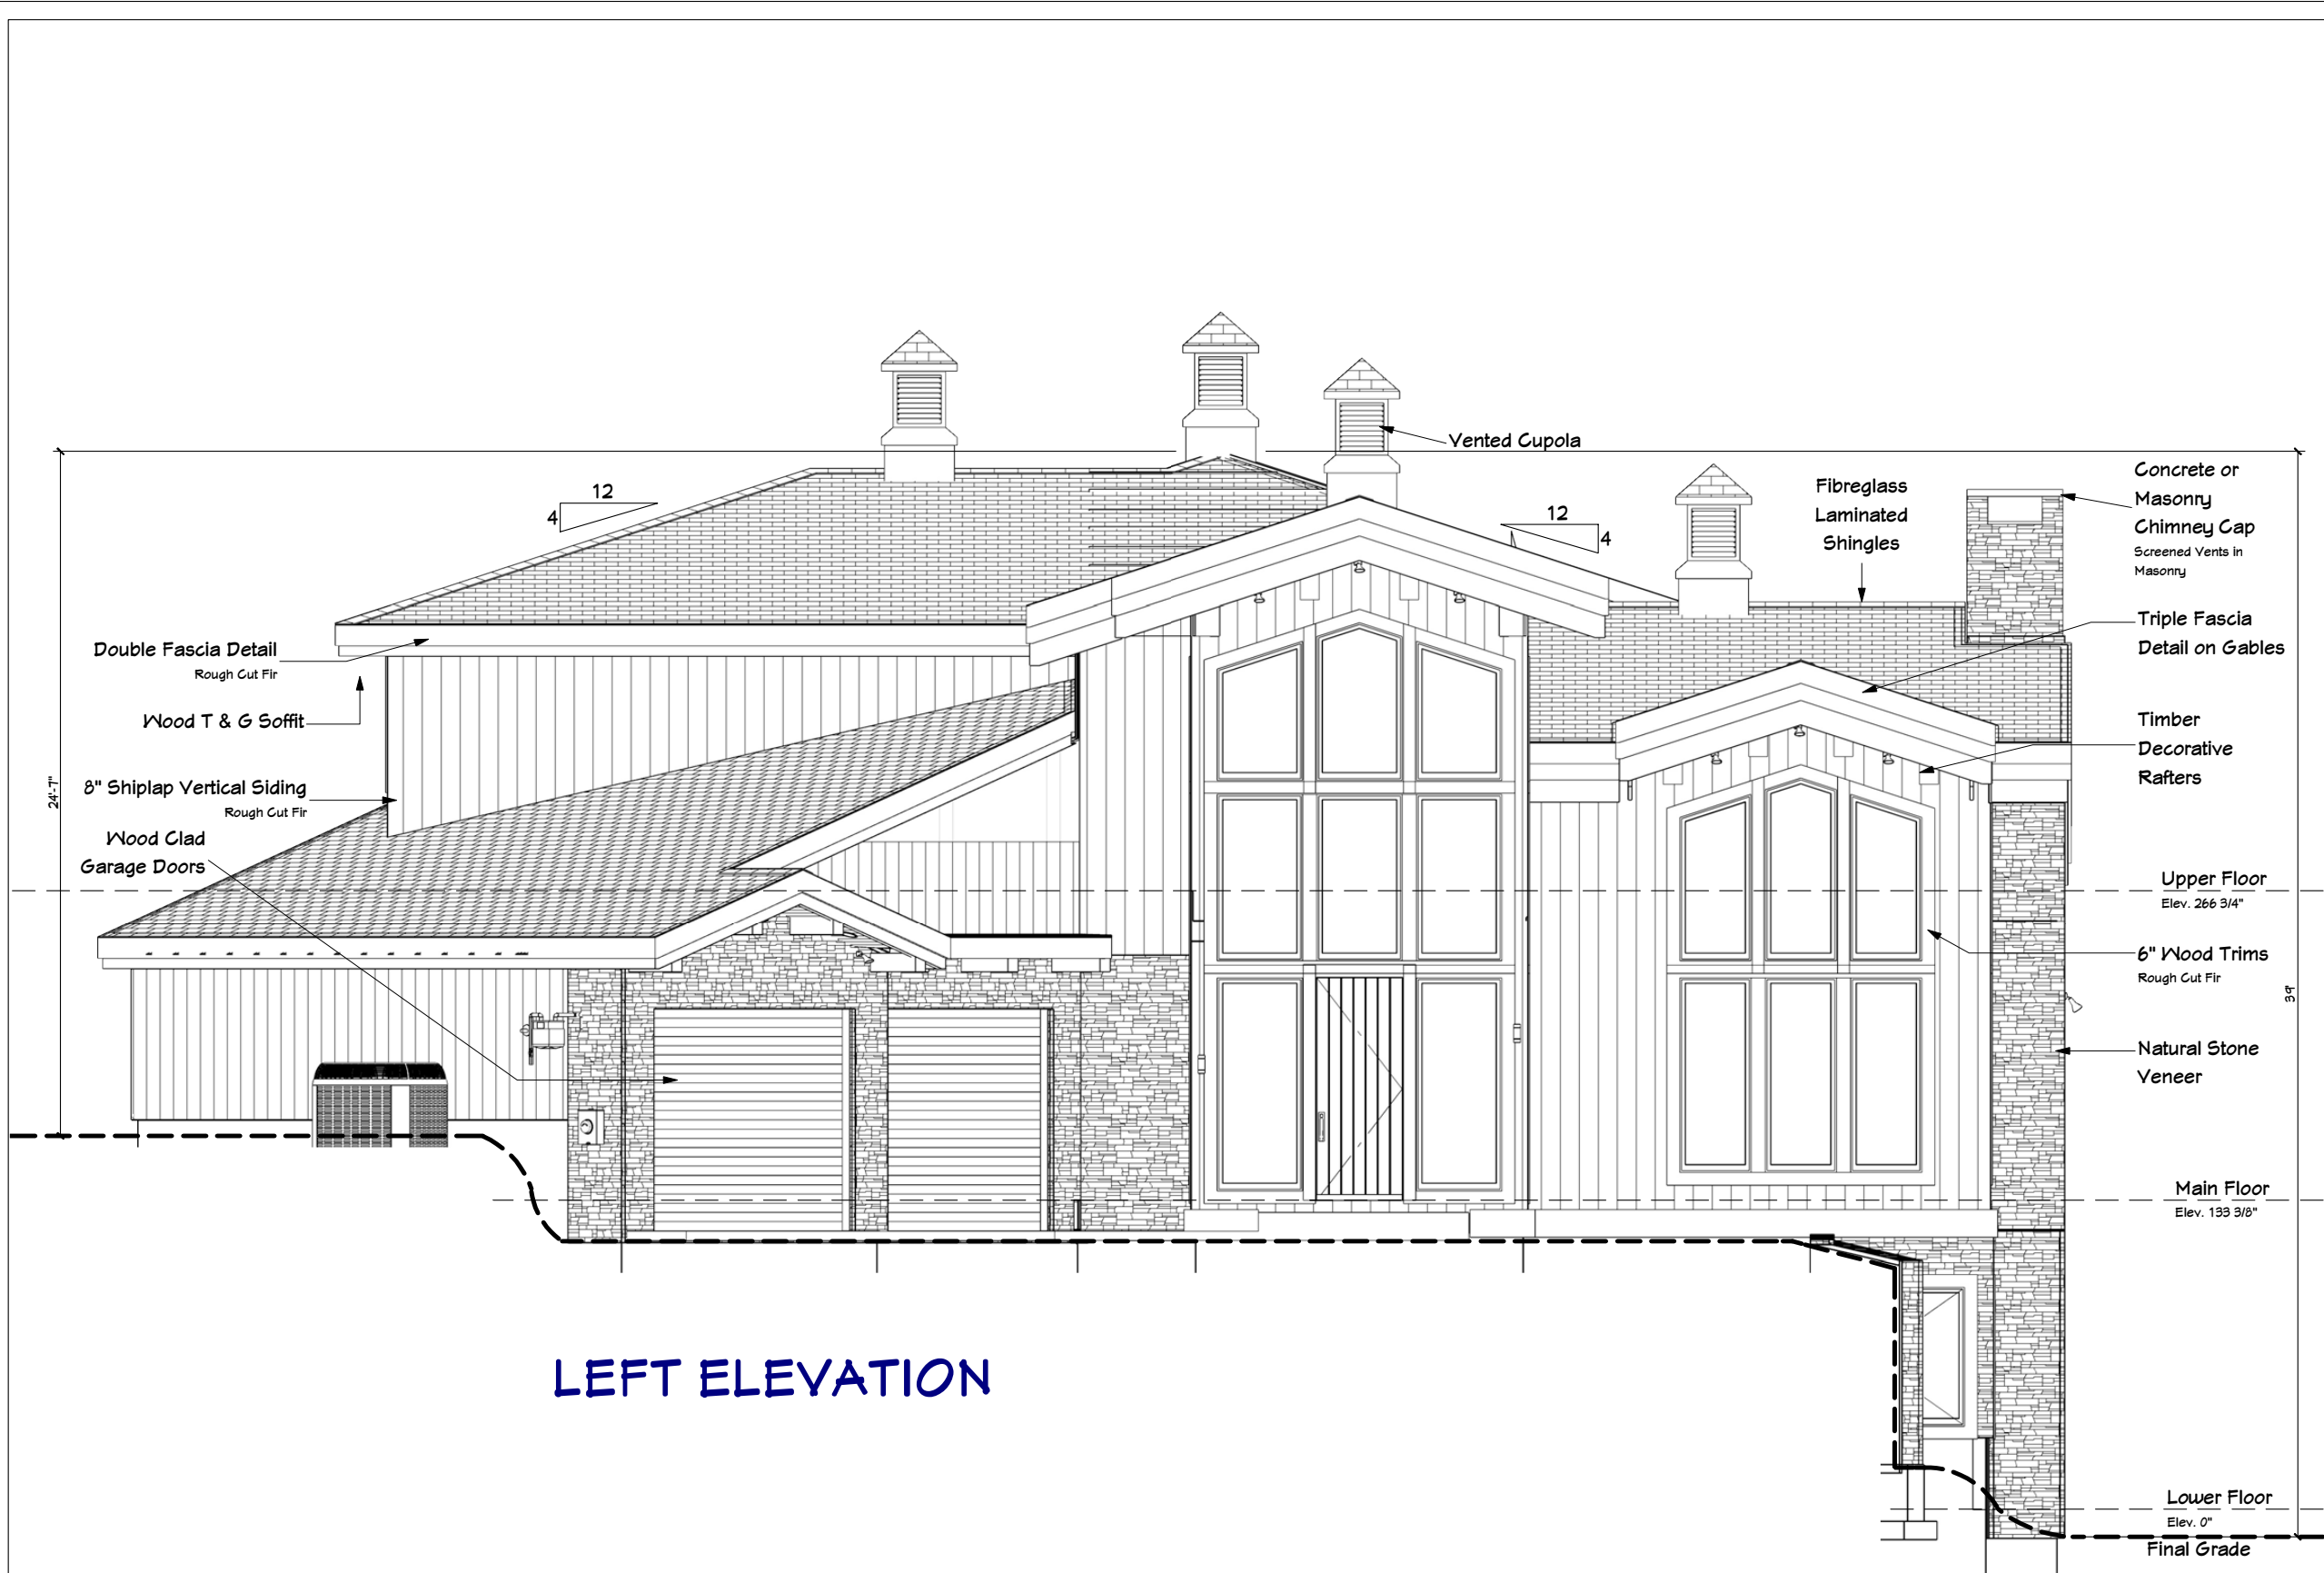 Vented Cupola
12
4
12
4
Fibreglass
Laminated
Shingles
Concrete or
Masonry
Chimney Cap
Screened Vents in
Masonry
Triple Fascia
Detail on Gables
Timber
Decorative
Rafters
Double Fascia Detail
Rough Cut Fir
Wood T & G Soffit
8" Shiplap Vertical Siding
Rough Cut Fir
Wood Clad
Garage Doors
24'-7"
Upper Floor
Elev. 266 3/4"
6" Wood Trims
Rough Cut Fir
39'
Natural Stone
Veneer
Main Floor
Elev. 133 3/8"
Lower Floor
Elev. 0"
Final Grade
LEFT ELEVATION